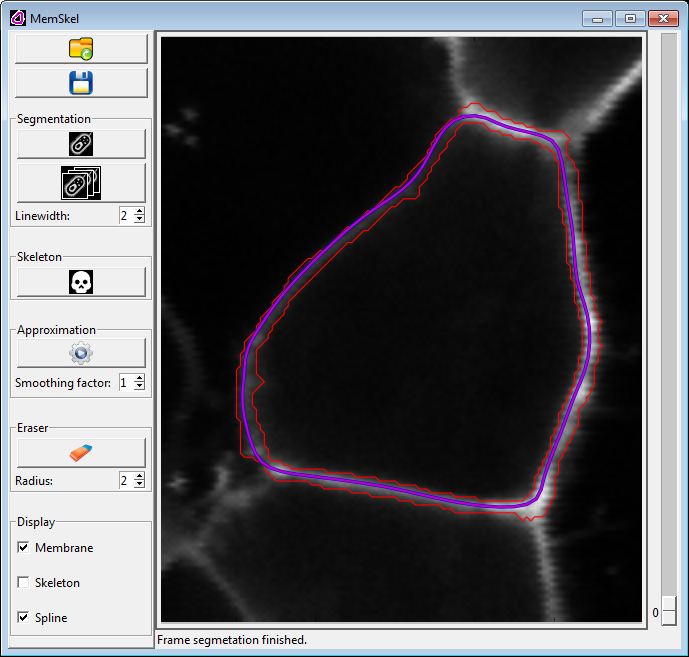 MemSkel
Segmentation
Linewidth: 2
Skeleton
Approximation
Smoothing factor: 1
Eraser
Radius: 2
Display
Membrane
Skeleton
Spline
0
Frame segmetation finished.